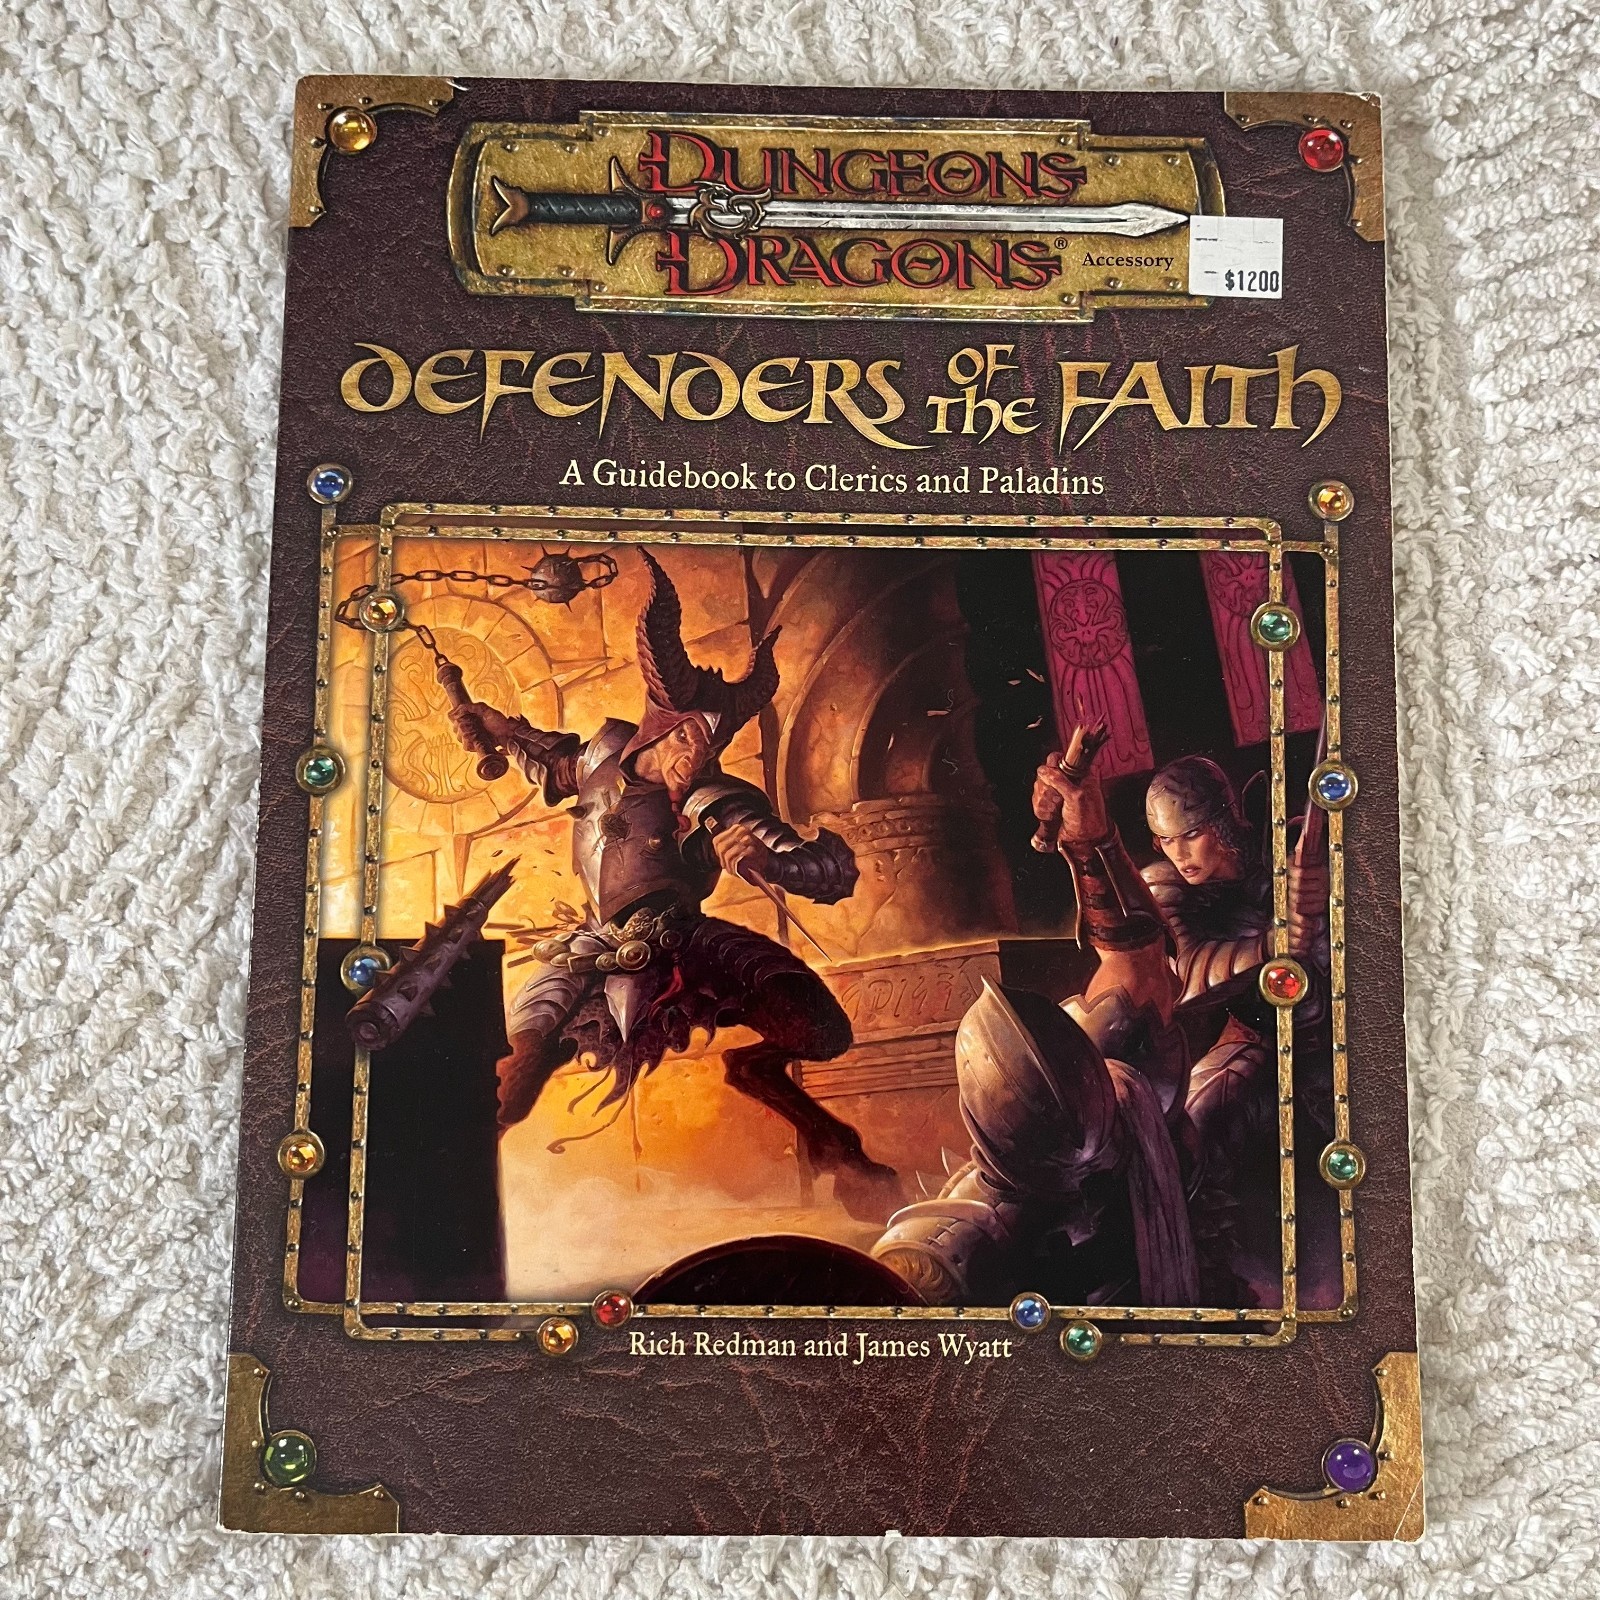 DUNGEONS
DRAGONS® Accessory
$1200
DEFENDERS OF THE FAITH
A Guidebook to Clerics and Paladins
Rich Redman and James Wyatt